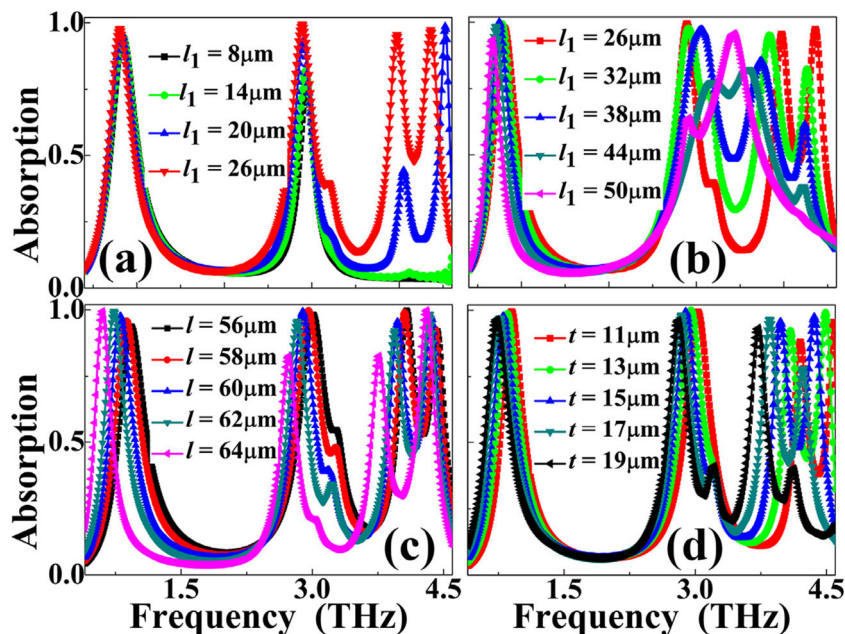 1.0
l1 = 8μm
l1 = 14μm
l1 = 20μm
l1 = 26μm
Absorption
0.5
(a)
0.0
l1 = 26μm
l1 = 32μm
l1 = 38μm
l1 = 44μm
l1 = 50μm
(b)
1.0
l = 56μm
l = 58μm
l = 60μm
l = 62μm
l = 64μm
Absorption
0.5
(c)
0.0
t = 11μm
t = 13μm
t = 15μm
t = 17μm
t = 19μm
(d)
1.5 3.0 4.5
Frequency (THz)
1.5 3.0 4.5
Frequency (THz)